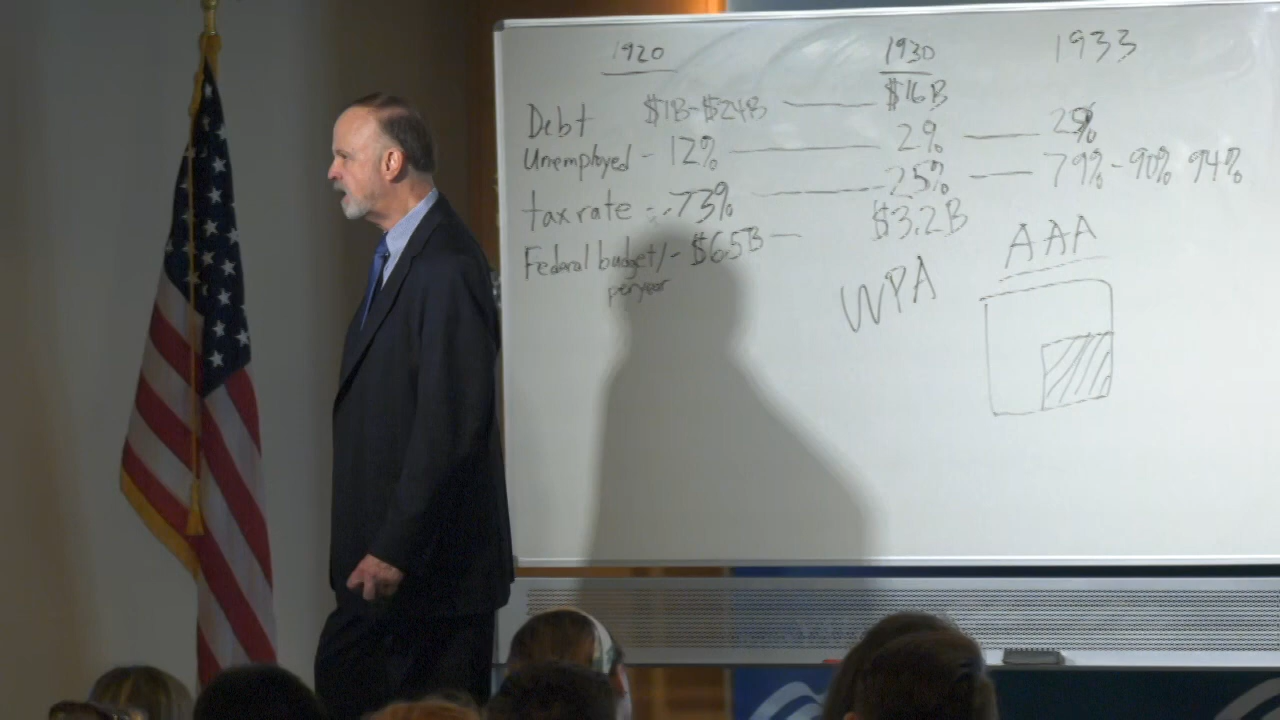 1920 1930 1933
Debt $1B-$24B — $16B
Unemployed - 12% — 2% — 25%
tax rate - 73% — 25% — 79% - 90% 94%
Federal budget/ - $6.5B — $3.2B
per year
WPA AAA